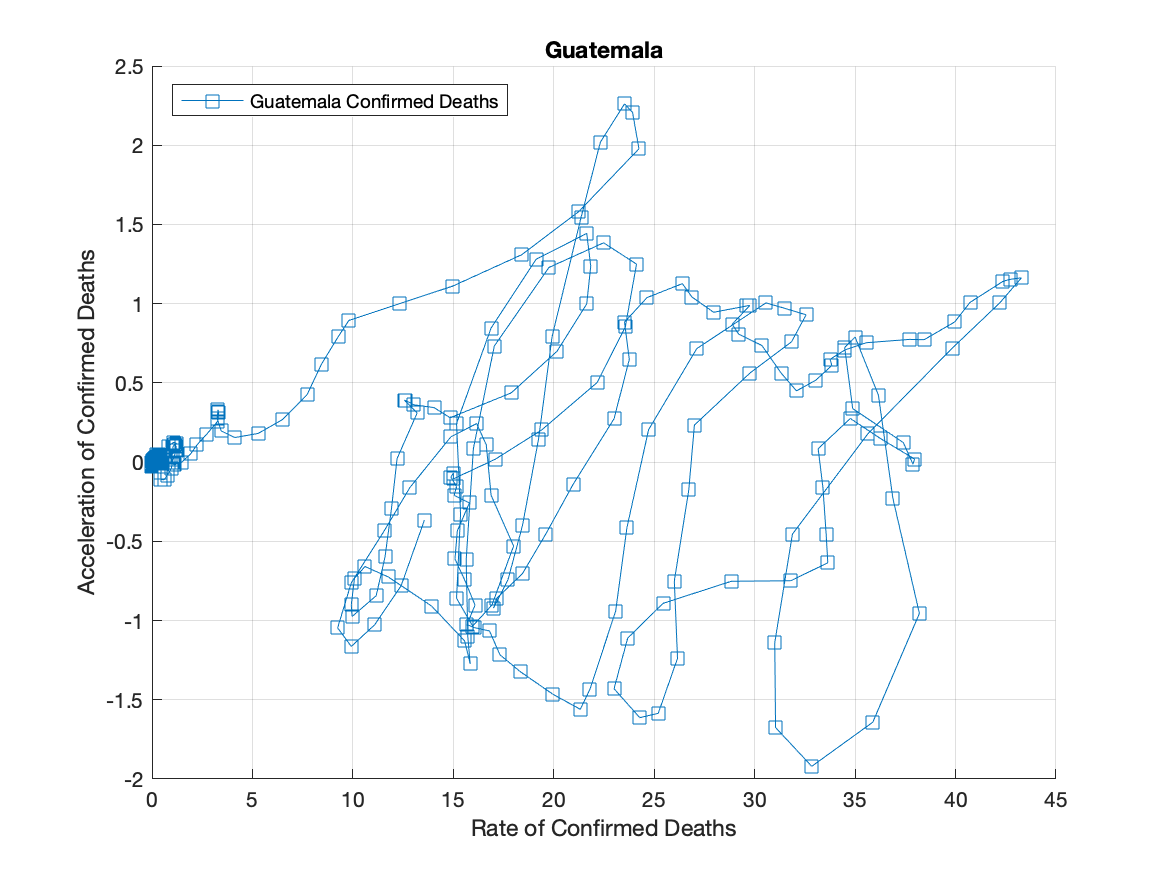 Guatemala
2.5
Guatemala Confirmed Deaths
2
1.5
1
0.5
0
-0.5
-1
-1.5
-2
Acceleration of Confirmed Deaths
0 5 10 15 20 25 30 35 40 45
Rate of Confirmed Deaths